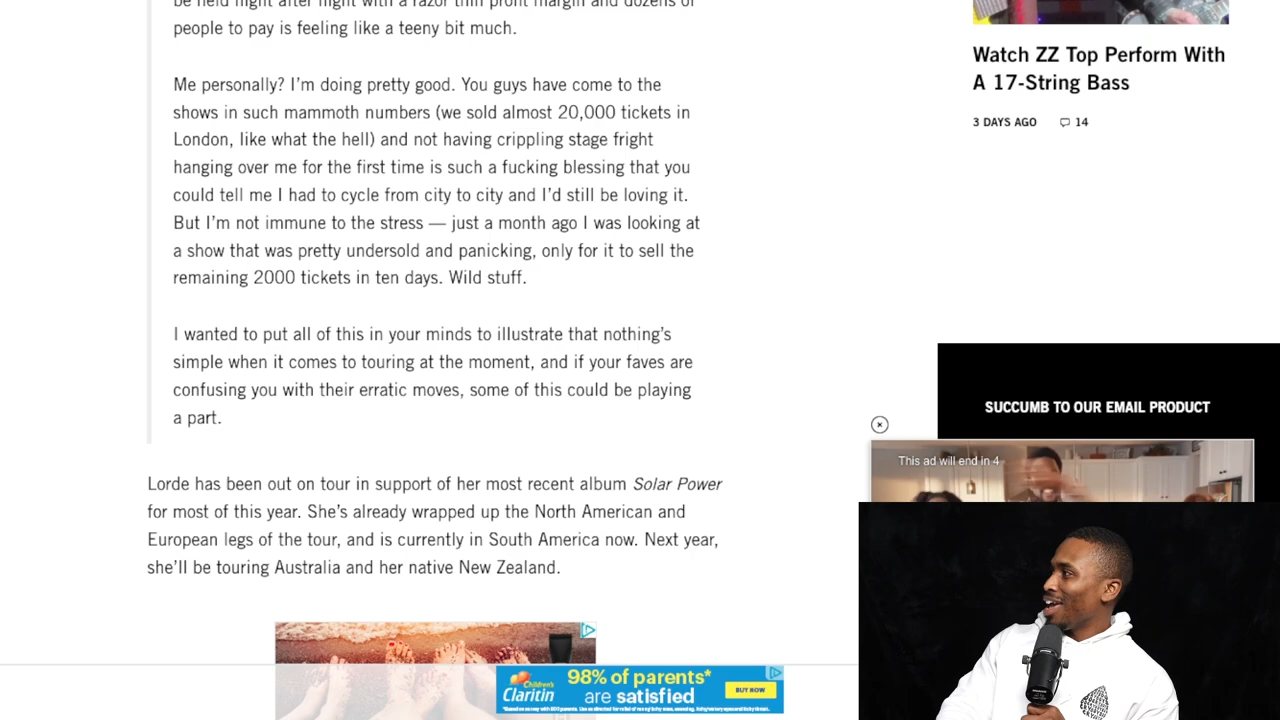 be held night after night with a razor thin profit margin and dozens of
people to pay is feeling like a teeny bit much.
Me personally? I'm doing pretty good. You guys have come to the
shows in such mammoth numbers (we sold almost 20,000 tickets in
London, like what the hell) and not having crippling stage fright
hanging over me for the first time is such a fucking blessing that you
could tell me I had to cycle from city to city and I'd still be loving it.
But I'm not immune to the stress — just a month ago I was looking at
a show that was pretty undersold and panicking, only for it to sell the
remaining 2000 tickets in ten days. Wild stuff.
I wanted to put all of this in your minds to illustrate that nothing's
simple when it comes to touring at the moment, and if your faves are
confusing you with their erratic moves, some of this could be playing
a part.
Lorde has been out on tour in support of her most recent album Solar Power
for most of this year. She's already wrapped up the North American and
European legs of the tour, and is currently in South America now. Next year,
she'll be touring Australia and her native New Zealand.
Watch ZZ Top Perform With
A 17-String Bass
3 DAYS AGO 14
SUCCUMB TO OUR EMAIL PRODUCT
This ad will end in 4
Children's
Claritin
98% of parents*
are satisfied
BUY NOW